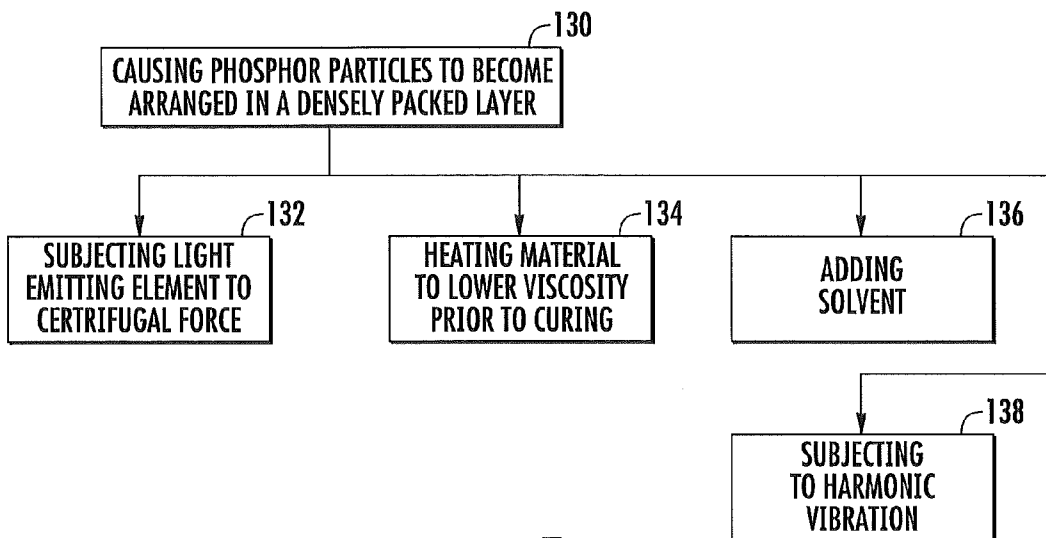 130
CAUSING PHOSPHOR PARTICLES TO BECOME
ARRANGED IN A DENSELY PACKED LAYER
132
SUBJECTING LIGHT
EMITTING ELEMENT TO
CERTRIFUGAL FORCE
134
HEATING MATERIAL
TO LOWER VISCOSITY
PRIOR TO CURING
136
ADDING
SOLVENT
138
SUBJECTING
TO HARMONIC
VIBRATION